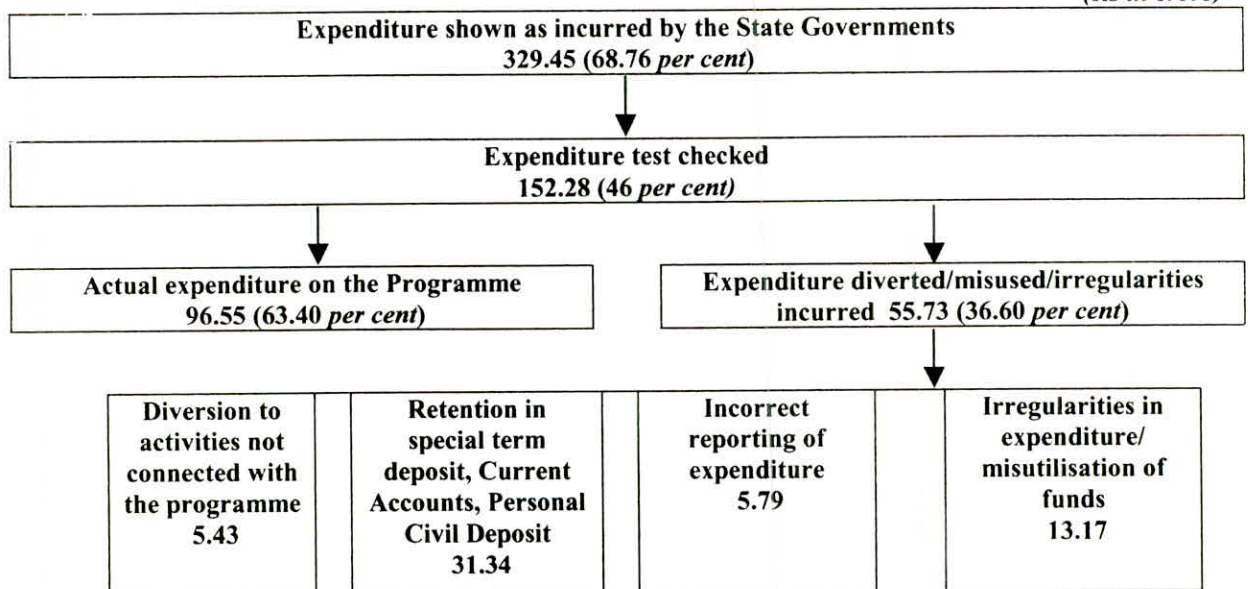 Expenditure shown as incurred by the State Governments
329.45 (68.76 per cent)
Expenditure test checked
152.28 (46 per cent)
Actual expenditure on the Programme
96.55 (63.40 per cent)
Expenditure diverted/misused/irregularities
incurred 55.73 (36.60 per cent)
Diversion to
activities not
connected with
the programme
5.43
Retention in
special term
deposit, Current
Accounts, Personal
Civil Deposit
31.34
Incorrect
reporting of
expenditure
5.79
Irregularities in
expenditure/
misutilisation of
funds
13.17